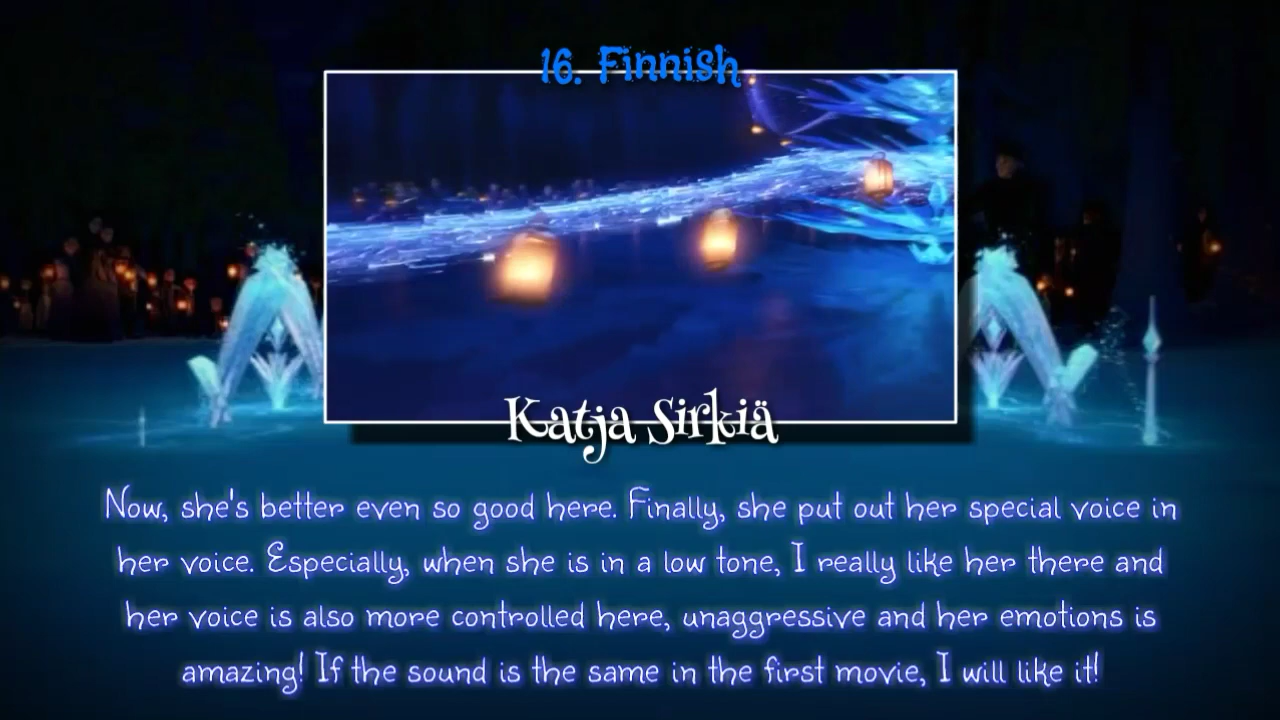 16. Finnish
Katja Sirkiä
Now, she's better even so good here. Finally, she put out her special voice in
her voice. Especially, when she is in a low tone, I really like her there and
her voice is also more controlled here, unaggressive and her emotions is
amazing! If the sound is the same in the first movie, I will like it!